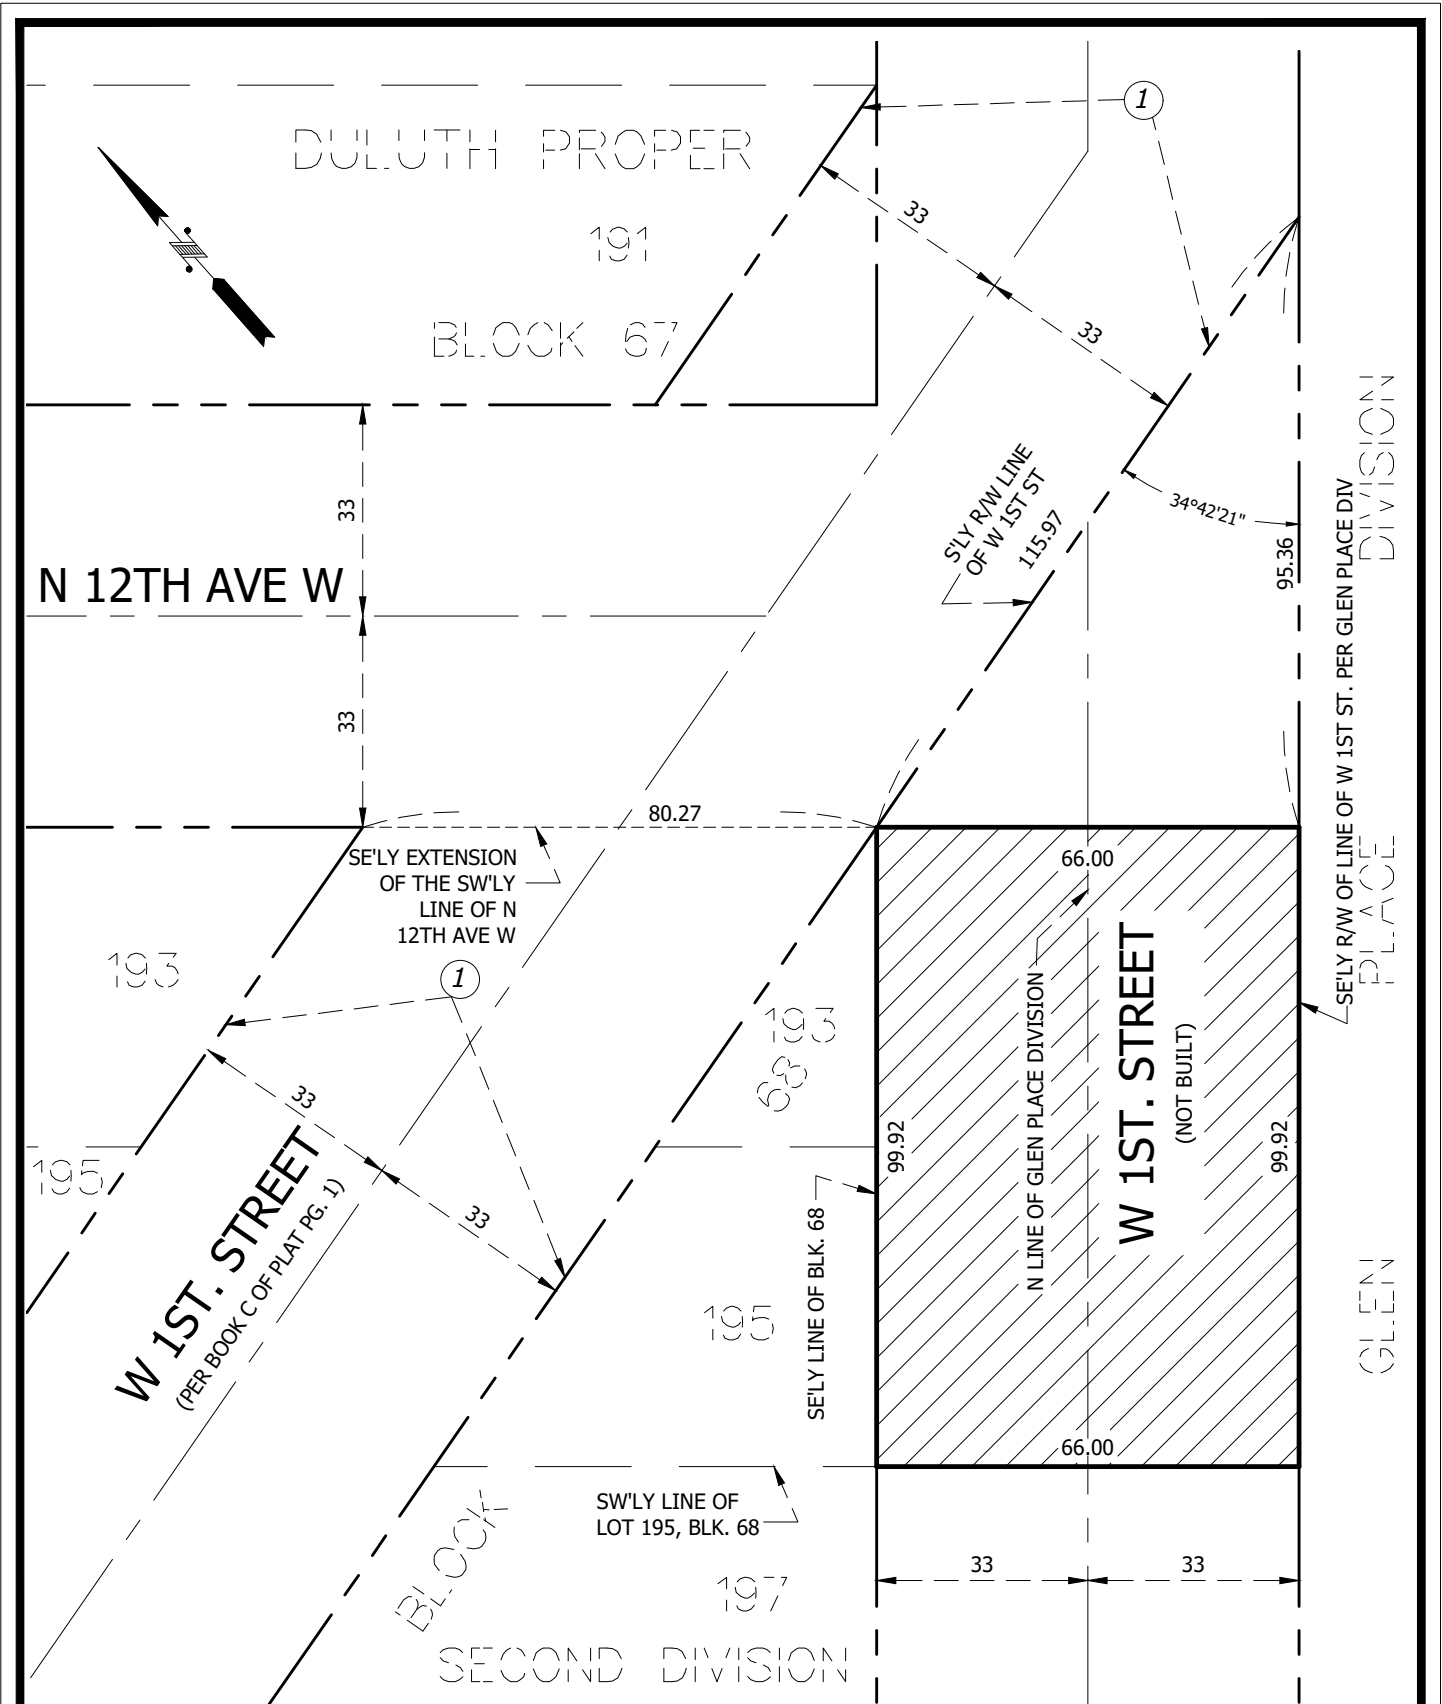 1
DULUTH PROPER
33
191
33
BLOCK 67
DIVISION
S'LY R/W LINE
OF W 1ST ST
115.97
34°42'21"
33
95.36
N 12TH AVE W
SE'LY R/W OF LINE OF W 1ST ST. PER GLEN PLACE DIV
33
80.27
SE'LY EXTENSION
OF THE SW'LY
LINE OF N
12TH AVE W
66.00
PLACE
193
1
193
68
N LINE OF GLEN PLACE DIVISION
W 1ST. STREET
(NOT BUILT)
33
99.92
99.92
195
W 1ST. STREET
(PER BOOK C OF PLAT PG. 1)
33
SE'LY LINE OF BLK. 68
195
GLEN
66.00
SW'LY LINE OF
LOT 195, BLK. 68
BLOCK
33
33
197
SECOND DIVISION